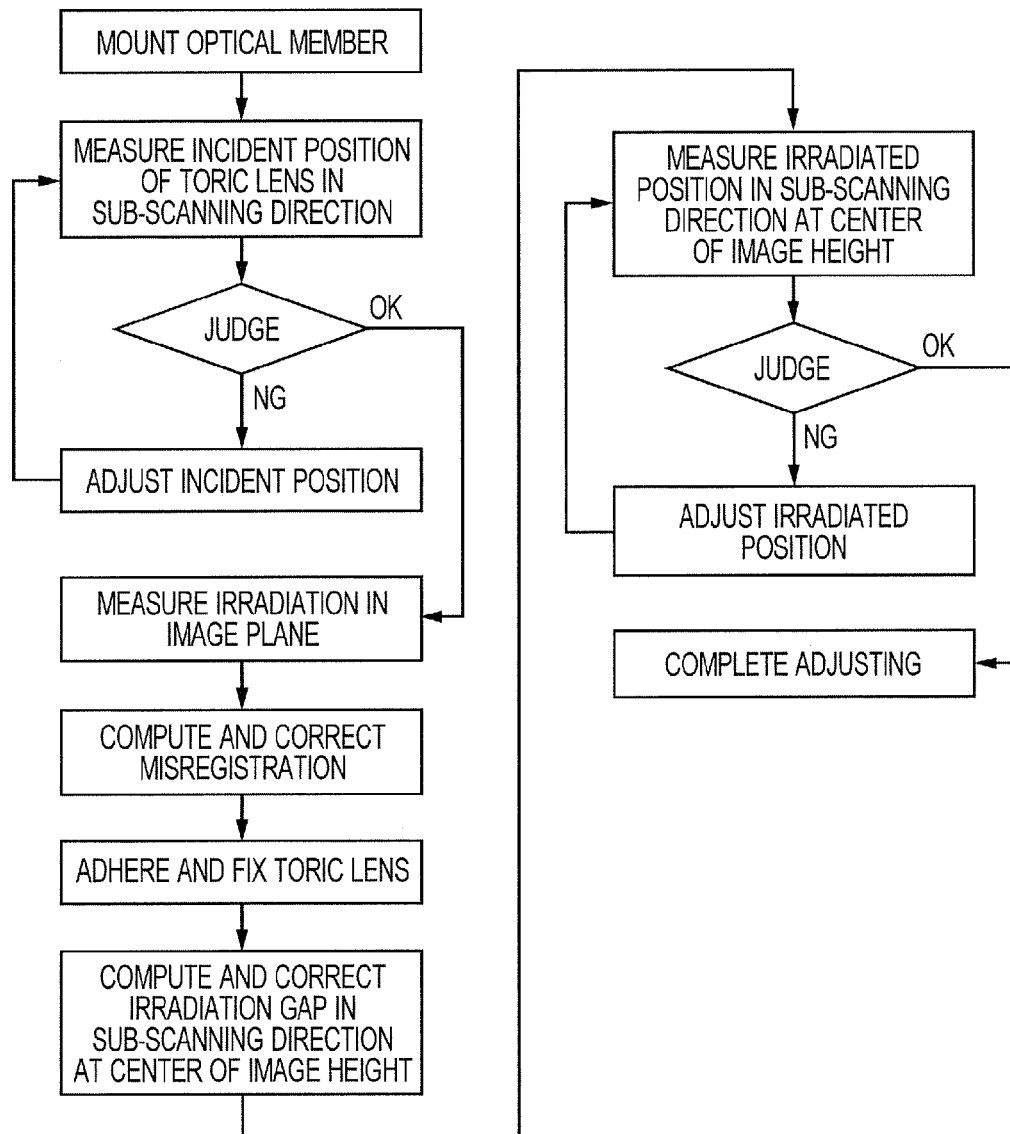 MOUNT OPTICAL MEMBER
MEASURE INCIDENT POSITION
OF TORIC LENS IN
SUB-SCANNING DIRECTION
JUDGE
OK
NG
ADJUST INCIDENT POSITION
MEASURE IRRADIATION IN
IMAGE PLANE
COMPUTE AND CORRECT
MISREGISTRATION
ADHERE AND FIX TORIC LENS
COMPUTE AND CORRECT
IRRADIATION GAP IN
SUB-SCANNING DIRECTION
AT CENTER OF IMAGE HEIGHT
MEASURE IRRADIATED
POSITION IN SUB-SCANNING
DIRECTION AT CENTER
OF IMAGE HEIGHT
JUDGE
OK
NG
ADJUST IRRADIATED
POSITION
COMPLETE ADJUSTING